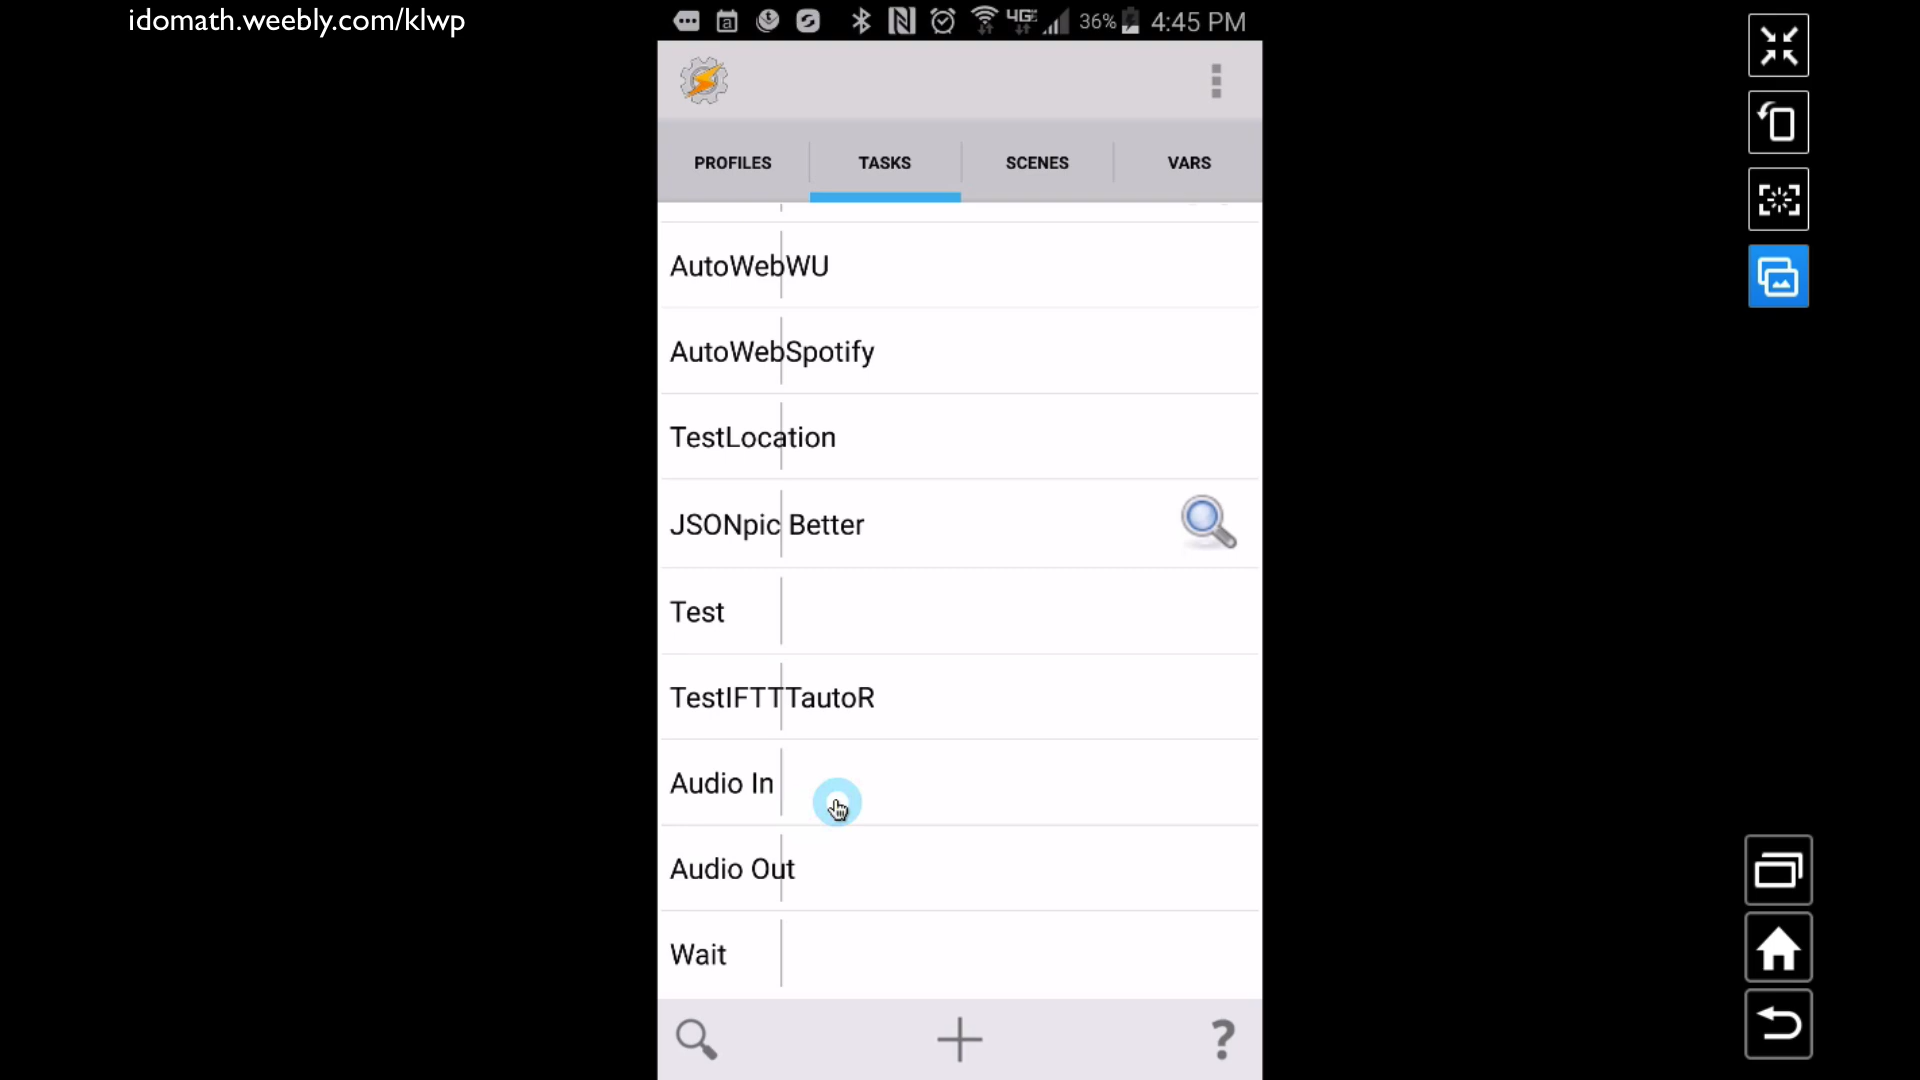 idomath.weebly.com/klwp
4G 36% 4:45 PM
PROFILES TASKS SCENES VARS
AutoWebWU
AutoWebSpotify
TestLocation
JSONpic Better
Test
TestIFTTTautoR
Audio In
Audio Out
Wait